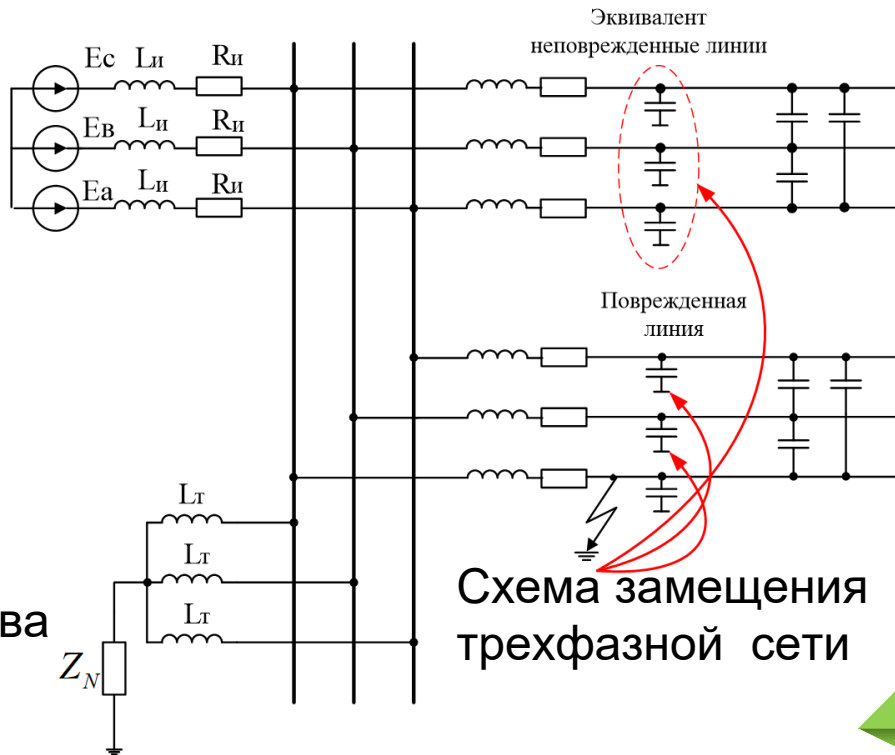 Эквивалент
неповрежденные линии
Ec Lи Rи
Eв Lи Rи
Ea Lи Rи
Поврежденная
линия
Lт
Lт
Lт
ва
Z_N
Схема замещения
трехфазной сети